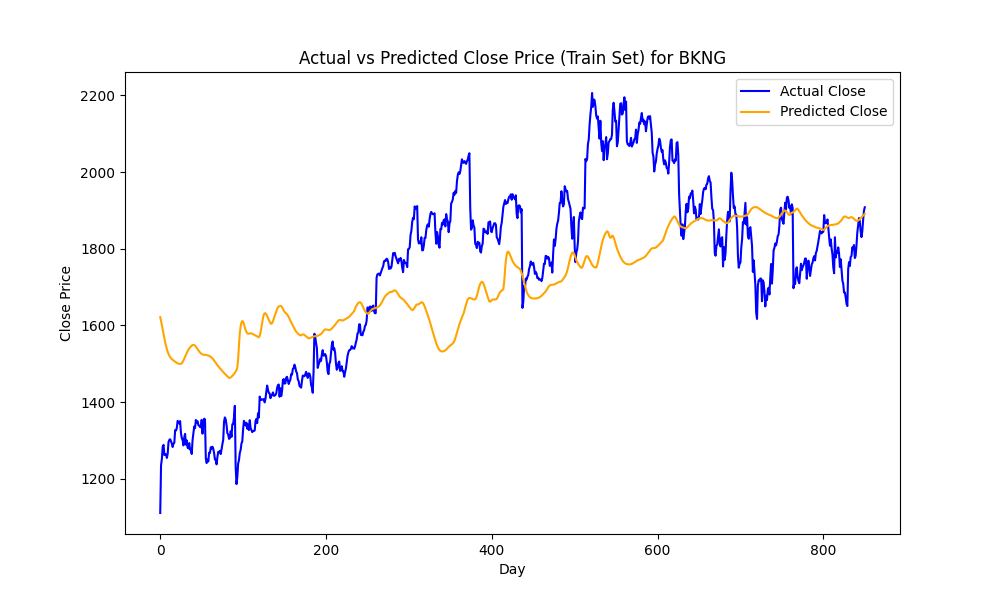 Actual vs Predicted Close Price (Train Set) for BKNG
Actual Close
Predicted Close
2200
2000
1800
1600
1400
1200
Close Price
0 200 400 600 800
Day